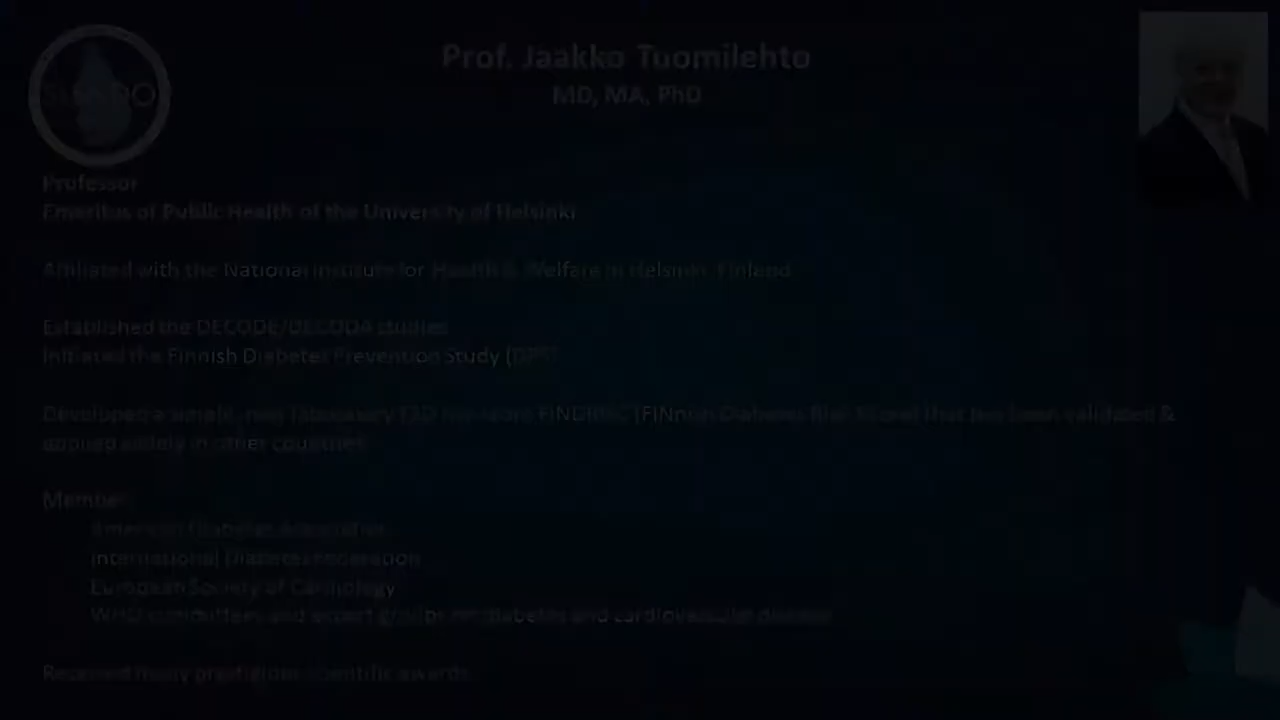 Prof. Jaakko Tuomilehto
MD, MA, PhD
Professor
Emeritus of Public Health of the University of Helsinki
Affiliated with the National Institute for Health & Welfare in Helsinki, Finland
Established the DECODE/DECODA studies
Initiated the Finnish Diabetes Prevention Study (DPS)
Developed a simple, non-laboratory T2D risk score FINDRISC (FINnish Diabetes Risk Score) that has been validated &
applied widely in other countries
Member
American Diabetes Association
International Diabetes Federation
European Society of Cardiology
WHO committees and expert groups on diabetes and cardiovascular disease
Received many prestigious scientific awards